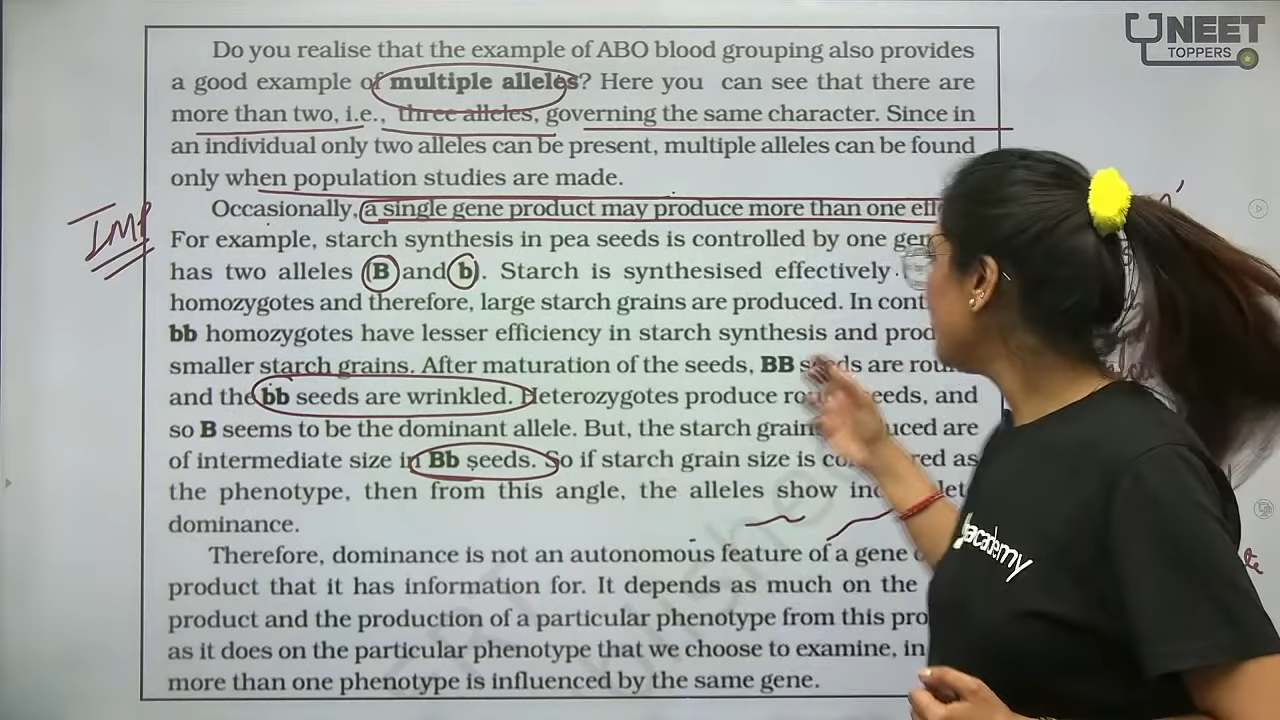 NEET
TOPPERS
Do you realise that the example of ABO blood grouping also provides
a good example of multiple alleles? Here you can see that there are
more than two, i.e., three alleles, governing the same character. Since in
an individual only two alleles can be present, multiple alleles can be found
only when population studies are made.
IMP
Occasionally, a single gene product may produce more than one
For example, starch synthesis in pea seeds is controlled by one
has two alleles (B and b). Starch is synthesised effectively
homozygotes and therefore, large starch grains are produced. In
bb homozygotes have lesser efficiency in starch synthesis and
smaller starch grains. After maturation of the seeds, BB seeds are
and the bb seeds are wrinkled. Heterozygotes produce seeds, and
so B seems to be the dominant allele. But, the starch are
of intermediate size in Bb seeds. So if starch grain size is as
the phenotype, then from this angle, the alleles show
dominance.
Therefore, dominance is not an autonomous feature of a gene
product that it has information for. It depends as much on the
product and the production of a particular phenotype from this
as it does on the particular phenotype that we choose to examine, in
more than one phenotype is influenced by the same gene.
academy